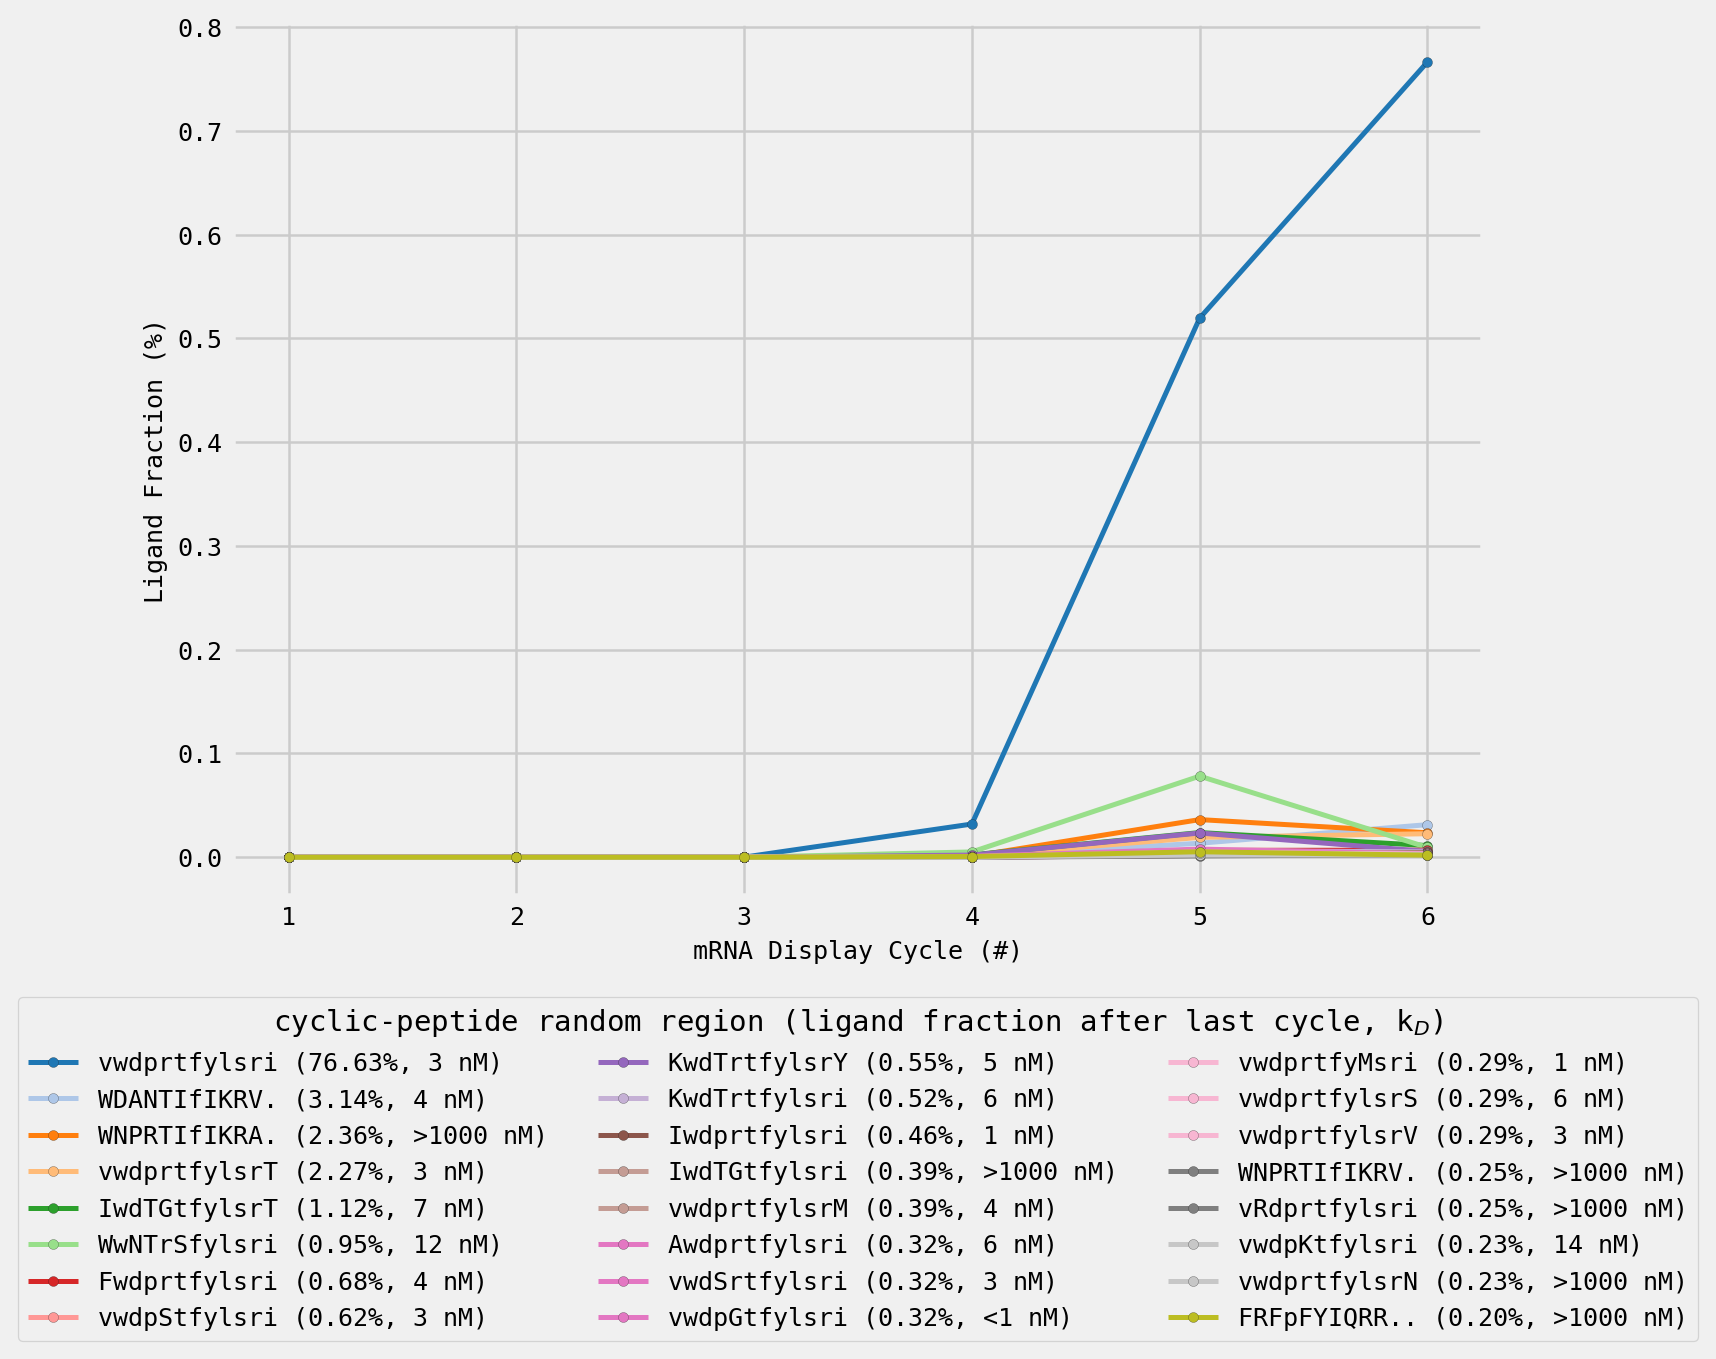 0.8
0.7
0.6
0.5
0.4
0.3
0.2
0.1
0.0
Ligand Fraction (%)
1 2 3 4 5 6
mRNA Display Cycle (#)
cyclic-peptide random region (ligand fraction after last cycle, k_D)
vwdprtfylsri (76.63%, 3 nM)
WDANTIfIKRV. (3.14%, 4 nM)
WNPRTIfIKRA. (2.36%, >1000 nM)
vwdprtfylsrT (2.27%, 3 nM)
IwdTGtfylsrT (1.12%, 7 nM)
WwNTrSfylsri (0.95%, 12 nM)
Fwdprtfylsri (0.68%, 4 nM)
vwdpStfylsri (0.62%, 3 nM)
KwdTrtfylsrY (0.55%, 5 nM)
KwdTrtfylsri (0.52%, 6 nM)
Iwdprtfylsri (0.46%, 1 nM)
IwdTGtfylsri (0.39%, >1000 nM)
vwdprtfylsrM (0.39%, 4 nM)
Awdprtfylsri (0.32%, 6 nM)
vwdSrtfylsri (0.32%, 3 nM)
vwdpGtfylsri (0.32%, <1 nM)
vwdprtfyMsri (0.29%, 1 nM)
vwdprtfylsrS (0.29%, 6 nM)
vwdprtfylsrV (0.29%, 3 nM)
WNPRTIfIKRV. (0.25%, >1000 nM)
vRdprtfylsri (0.25%, >1000 nM)
vwdpKtfylsri (0.23%, 14 nM)
vwdprtfylsrN (0.23%, >1000 nM)
FRFpFYIQRR.. (0.20%, >1000 nM)